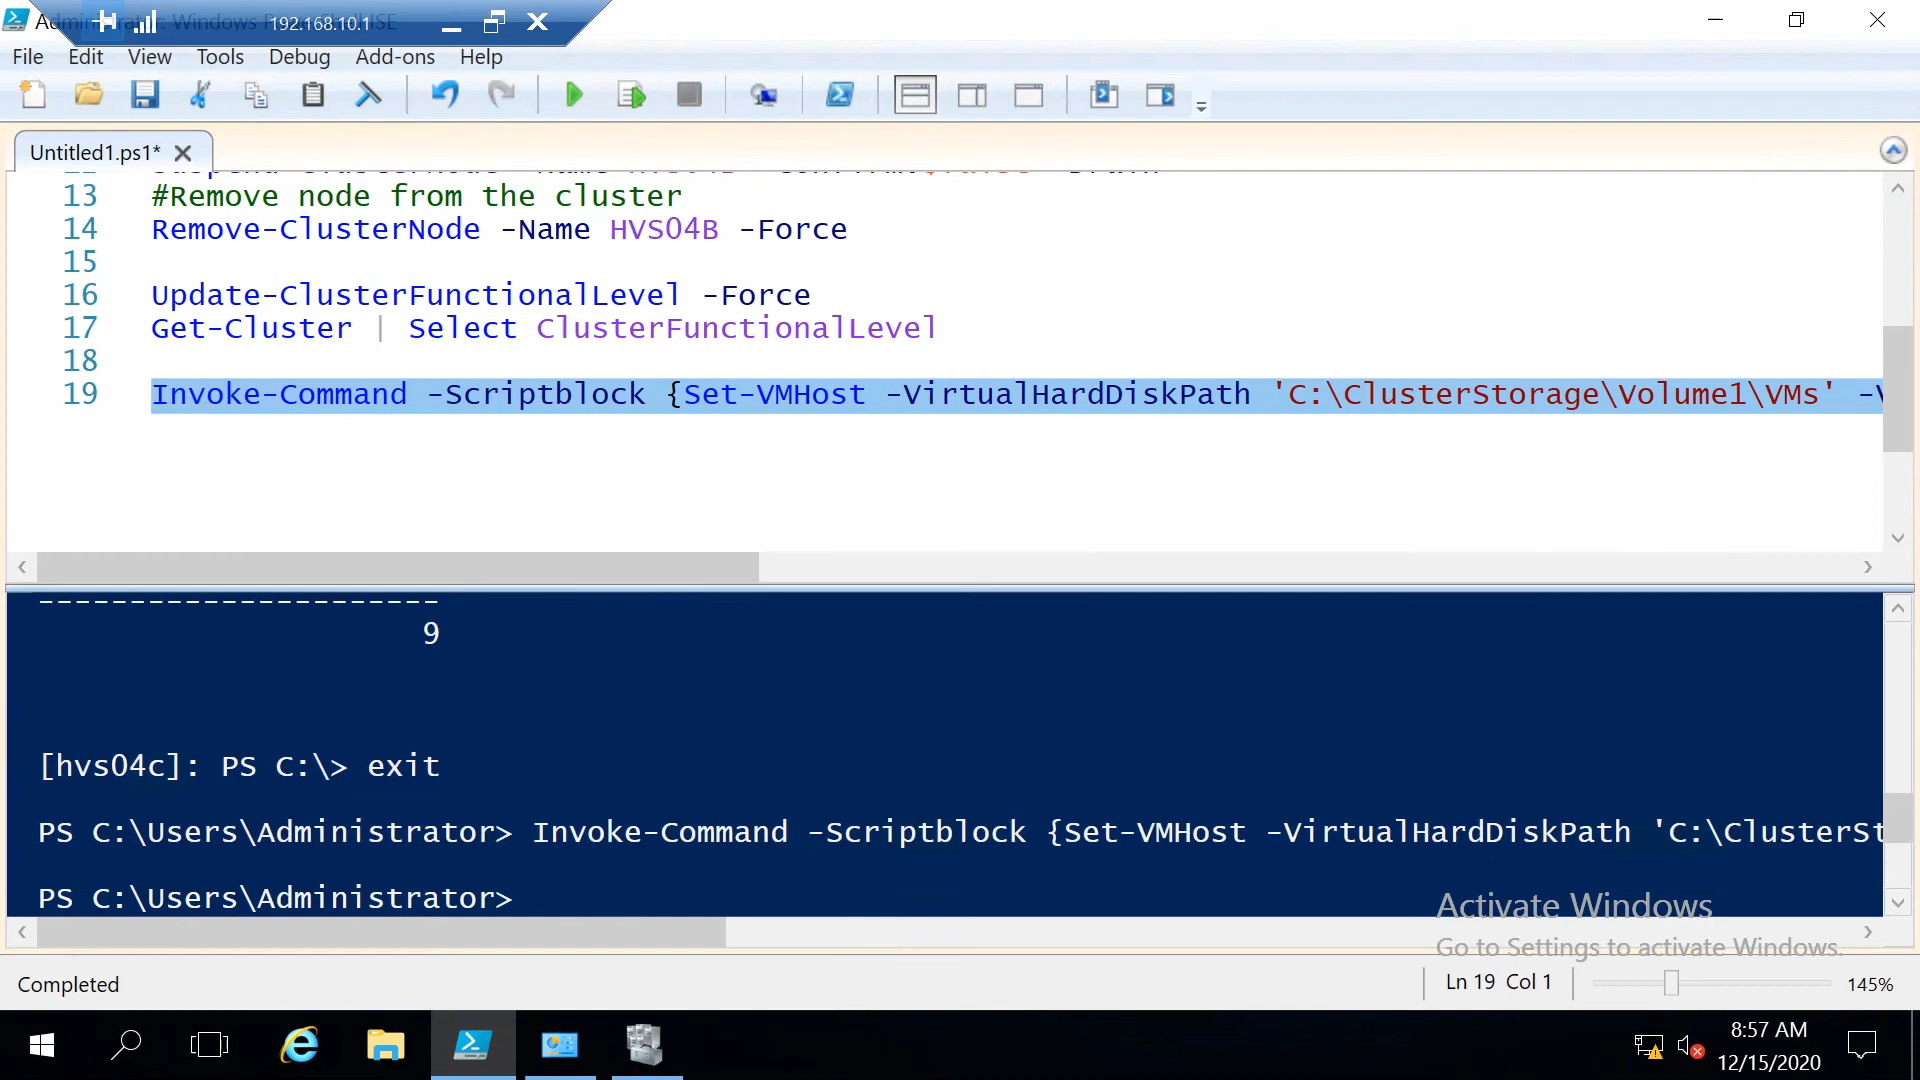 Administrator: Windows PowerShell ISE
192.168.10.1
File Edit View Tools Debug Add-ons Help
Untitled1.ps1*
13 #Remove node from the cluster
14 Remove-ClusterNode -Name HVS04B -Force
15
16 Update-ClusterFunctionalLevel -Force
17 Get-Cluster | Select ClusterFunctionalLevel
18
19 Invoke-Command -Scriptblock {Set-VMHost -VirtualHardDiskPath 'C:\ClusterStorage\Volume1\VMs' -V
----------------------
9
[hvs04c]: PS C:\> exit
PS C:\Users\Administrator> Invoke-Command -Scriptblock {Set-VMHost -VirtualHardDiskPath 'C:\ClusterSt
PS C:\Users\Administrator>
Activate Windows
Go to Settings to activate Windows.
Completed
Ln 19 Col 1
145%
8:57 AM
12/15/2020